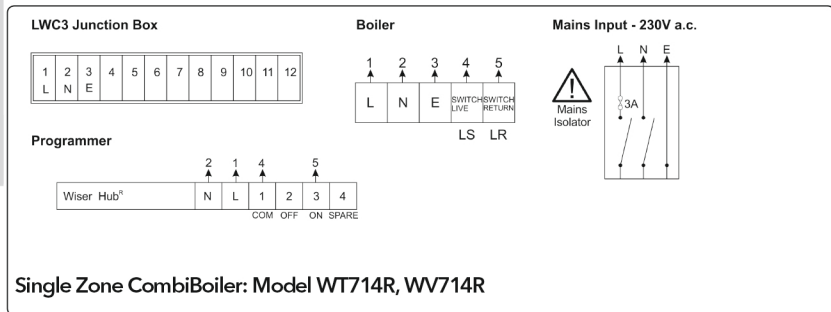 LWC3 Junction Box
1 2 3 4 5 6 7 8 9 10 11 12
L N E
Boiler
1 2 3 4 5
L N E SWITCH LIVE SWITCH RETURN
LS LR
Mains Input - 230V a.c.
L N E
3A
Mains
Isolator
Programmer
2 1 4 5
Wiser Hubᴿ N L 1 2 3 4
COM OFF ON SPARE
Single Zone CombiBoiler: Model WT714R, WV714R